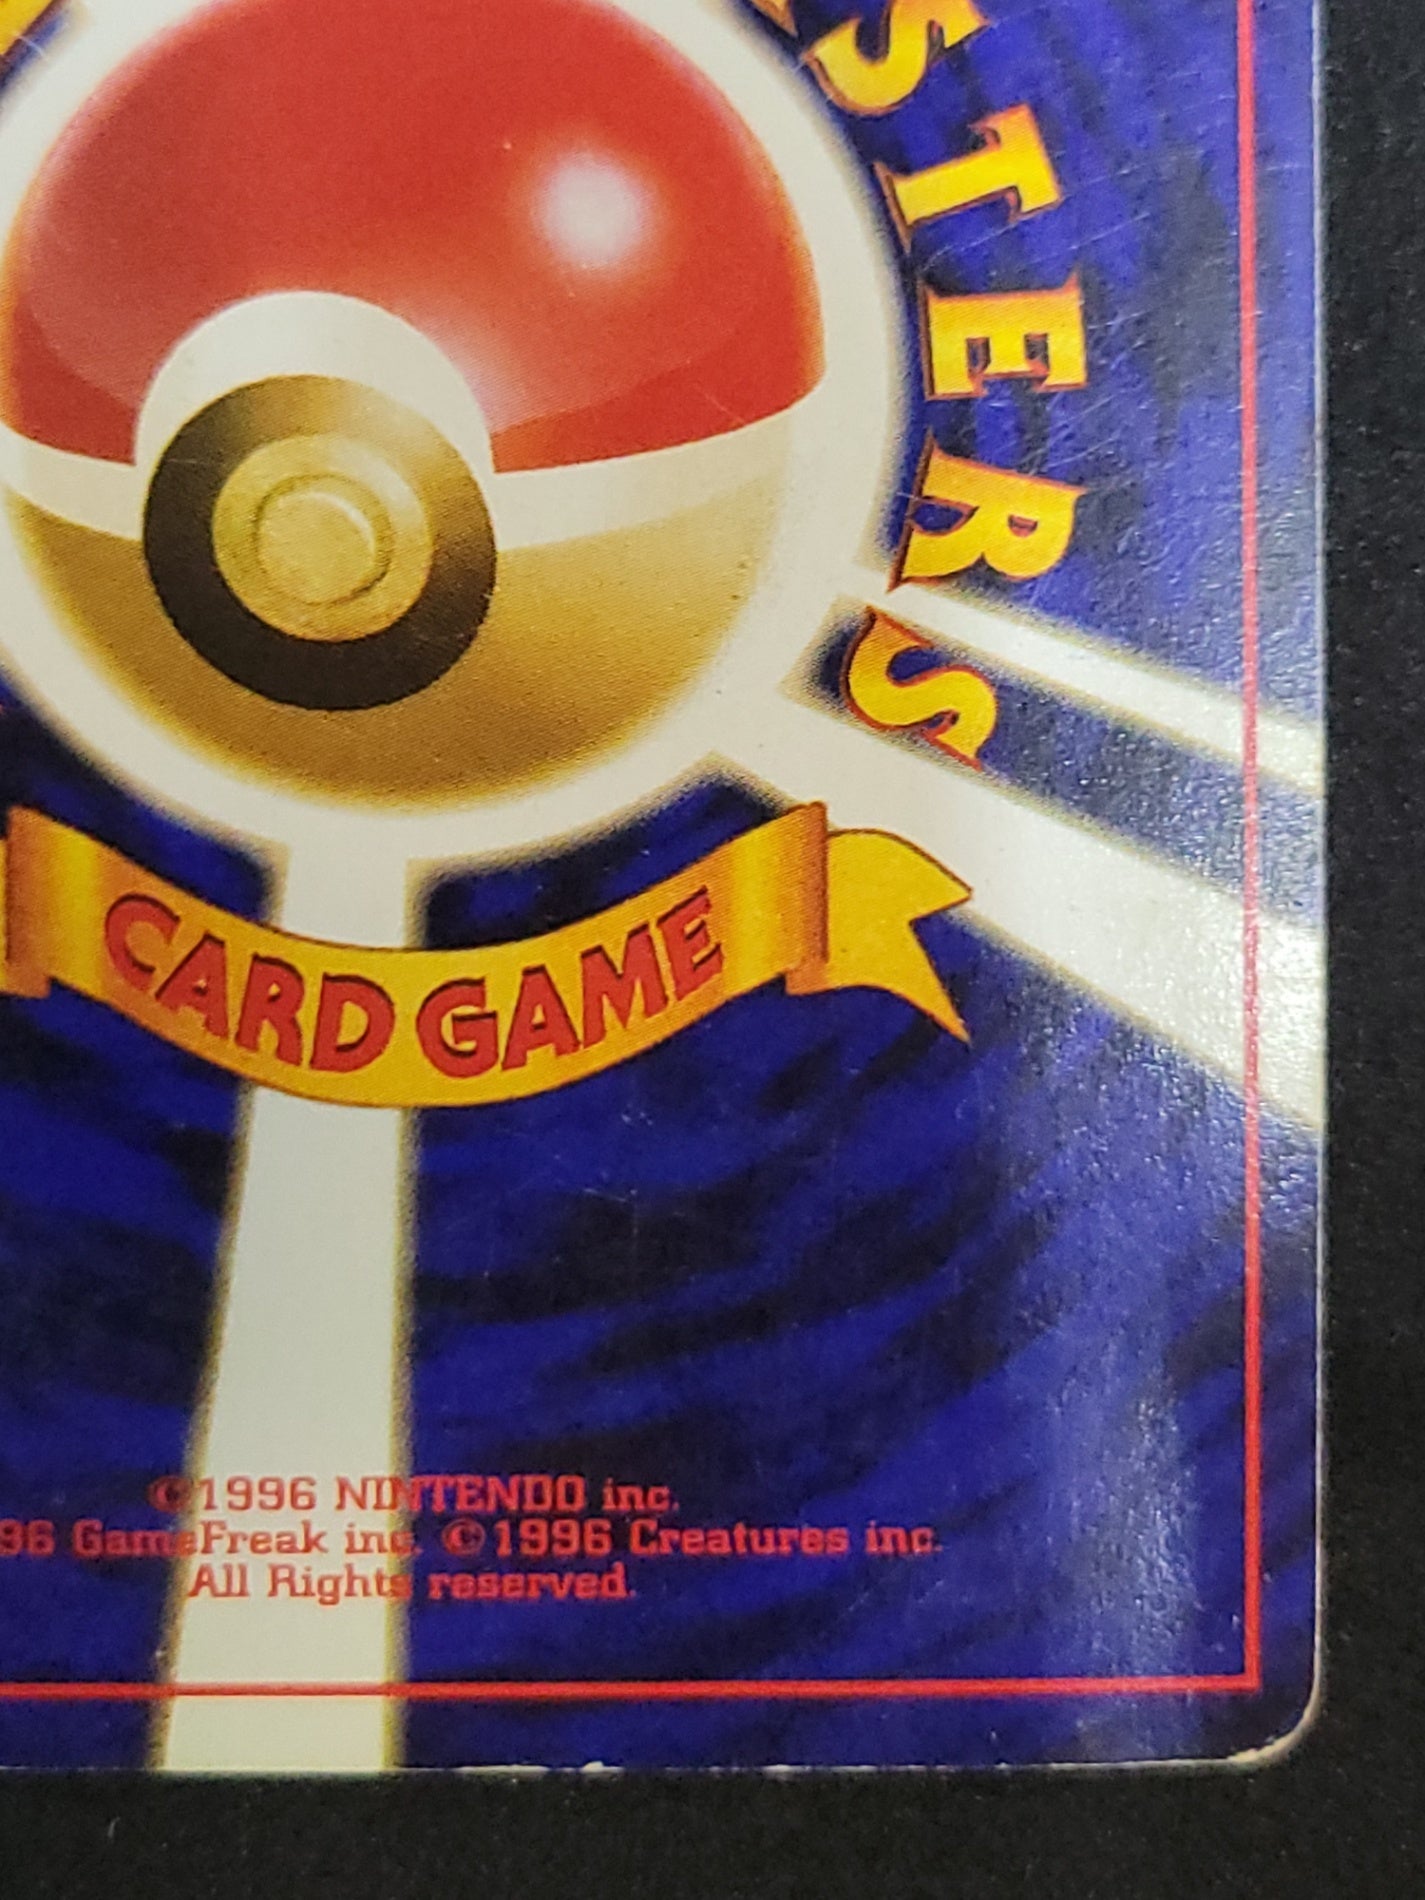 STERS
CARD GAME
©1996 NINTENDO inc.
96 GameFreak inc. ©1996 Creatures inc.
All Rights reserved.